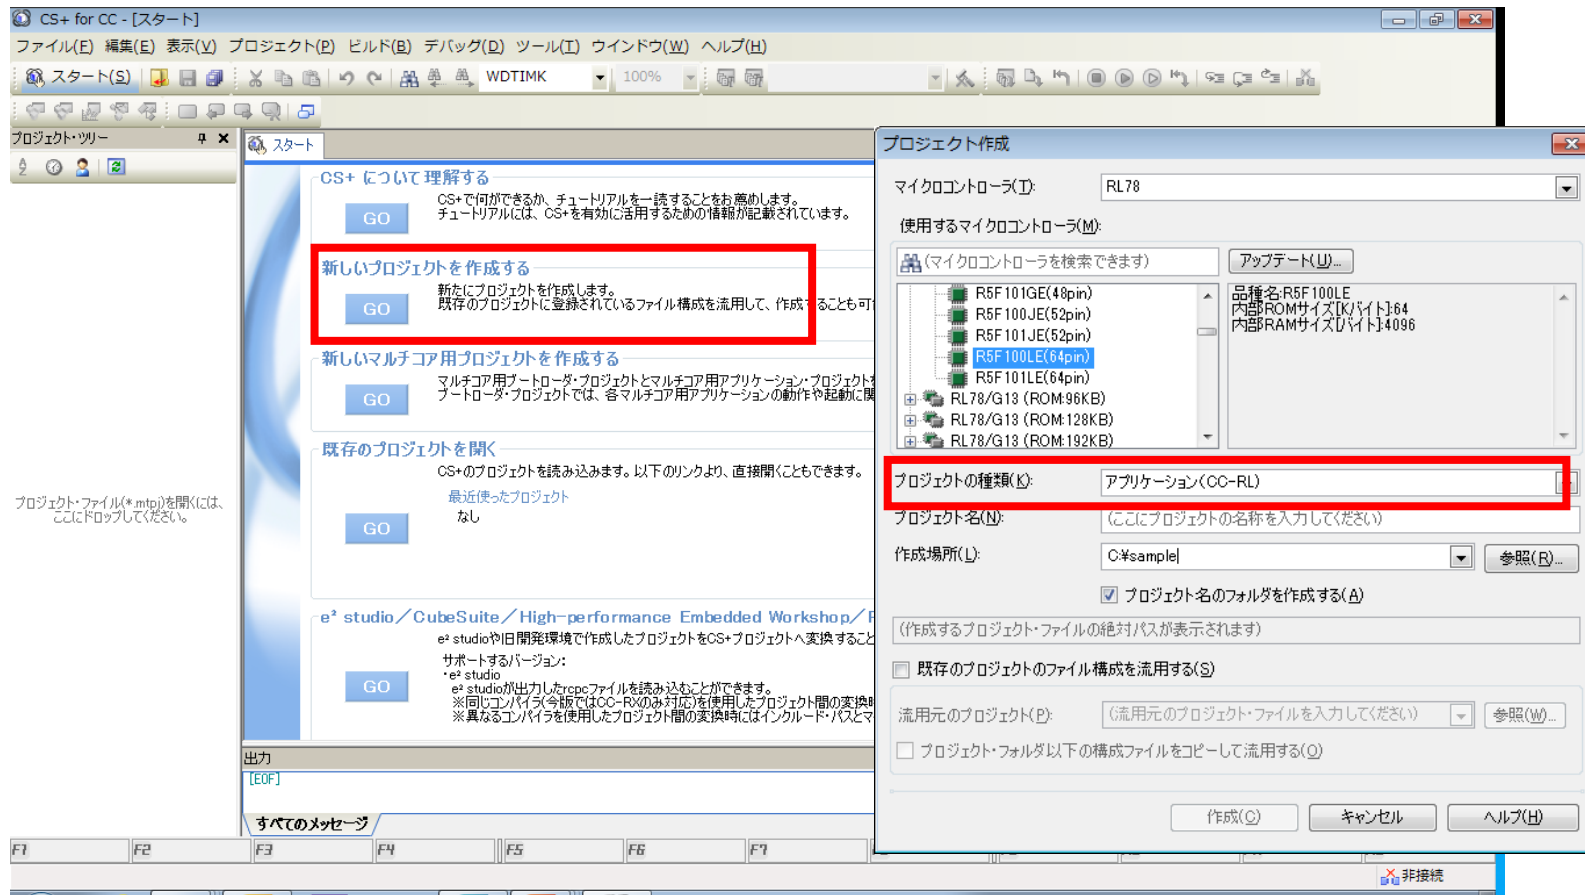 CS+ for CC - [スタート]
ファイル(F) 編集(E) 表示(V) プロジェクト(P) ビルド(B) デバッグ(D) ツール(T) ウインドウ(W) ヘルプ(H)
スタート(S) WDTIMK 100%
プロジェクト・ツリー
スタート
プロジェクト・ファイル(*.mtpj)を開くには、
ここにドロップしてください。
CS+ について理解する
GO
CS+で何ができるか、チュートリアルを一読することをお薦めします。
チュートリアルには、CS+を有効に活用するための情報が記載されています。
新しいプロジェクトを作成する
GO
新たにプロジェクトを作成します。
既存のプロジェクトに登録されているファイル構成を流用して、作成することも可
新しいマルチコア用プロジェクトを作成する
GO
マルチコア用ブートローダ・プロジェクトとマルチコア用アプリケーション・プロジェクト
ブートローダ・プロジェクトでは、各マルチコア用アプリケーションの動作や起動に関
既存のプロジェクトを開く
CS+のプロジェクトを読み込みます。以下のリンクより、直接開くこともできます。
最近使ったプロジェクト
なし
GO
e² studio／CubeSuite／High-performance Embedded Workshop／
e² studioや旧開発環境で作成したプロジェクトをCS+プロジェクトへ変換すること
サポートするバージョン:
・e² studio
GO
e² studioが出力したrcpcファイルを読み込むことができます。
※同じコンパイラ(今版ではCC-RXのみ対応)を使用したプロジェクト間の変換時
※異なるコンパイラを使用したプロジェクト間の変換時にはインクルード・パスとマ
出力
[EOF]
すべてのメッセージ
F1 F2 F3 F4 F5 F6 F7
非接続
プロジェクト作成
マイクロコントローラ(T): RL78
使用するマイクロコントローラ(M):
(マイクロコントローラを検索できます) アップデート(U)...
R5F101GE(48pin)
R5F100JE(52pin)
R5F101JE(52pin)
R5F100LE(64pin)
R5F101LE(64pin)
RL78/G13 (ROM:96KB)
RL78/G13 (ROM:128KB)
RL78/G13 (ROM:192KB)
品種名:R5F100LE
内部ROMサイズ[Kバイト]:64
内部RAMサイズ[バイト]:4096
プロジェクトの種類(K): アプリケーション(CC-RL)
プロジェクト名(N): (ここにプロジェクトの名称を入力してください)
作成場所(L): C:¥sample 参照(R)...
プロジェクト名のフォルダを作成する(A)
(作成するプロジェクト・ファイルの絶対パスが表示されます)
既存のプロジェクトのファイル構成を流用する(S)
流用元のプロジェクト(P): (流用元のプロジェクト・ファイルを入力してください) 参照(W)...
プロジェクト・フォルダ以下の構成ファイルをコピーして流用する(O)
作成(C) キャンセル ヘルプ(H)